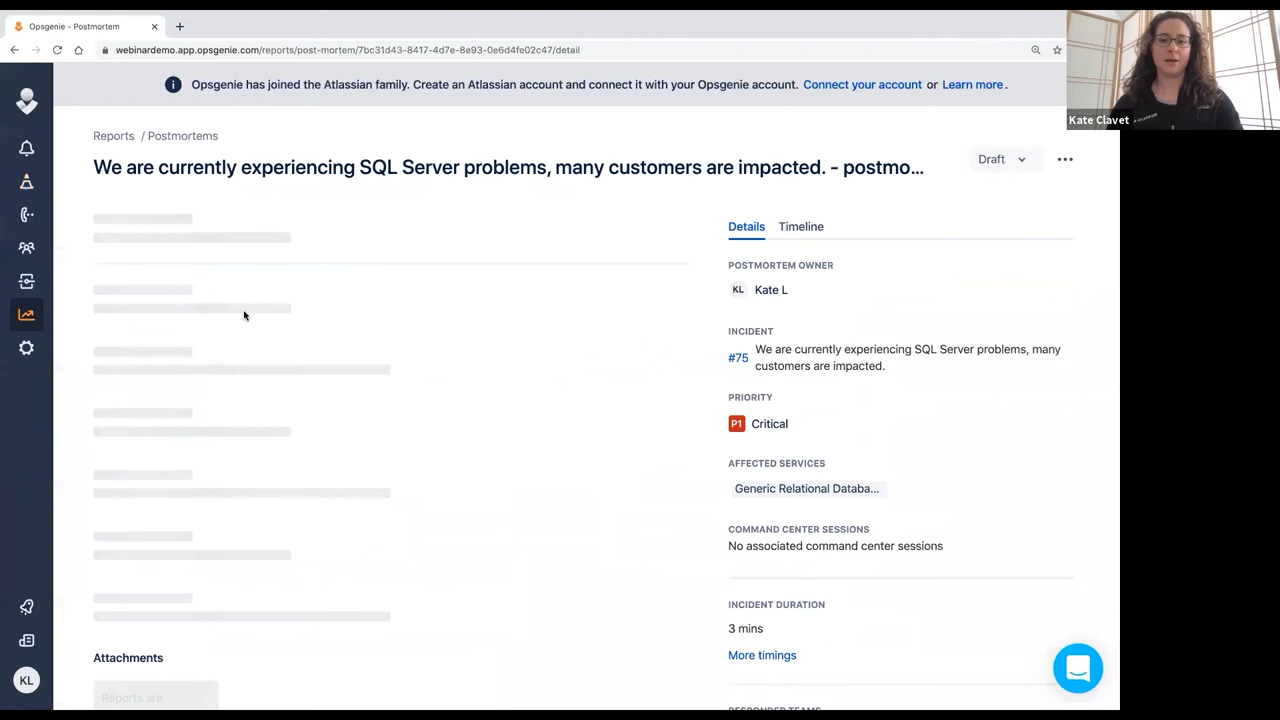 Opsgenie - Postmortem
webinardemo.app.opsgenie.com/reports/post-mortem/7bc31d43-8417-4d7e-8e93-0e6d4fe02c47/detail
Kate Clavet
ATLASSIAN
Opsgenie has joined the Atlassian family. Create an Atlassian account and connect it with your Opsgenie account. Connect your account or Learn more.
Reports / Postmortems
We are currently experiencing SQL Server problems, many customers are impacted. - postmo...
Draft
Details Timeline
POSTMORTEM OWNER
KL Kate L
INCIDENT
#75 We are currently experiencing SQL Server problems, many
customers are impacted.
PRIORITY
P1 Critical
AFFECTED SERVICES
Generic Relational Databa...
COMMAND CENTER SESSIONS
No associated command center sessions
INCIDENT DURATION
3 mins
More timings
RESPONDER TEAMS
Attachments
Reports are
KL